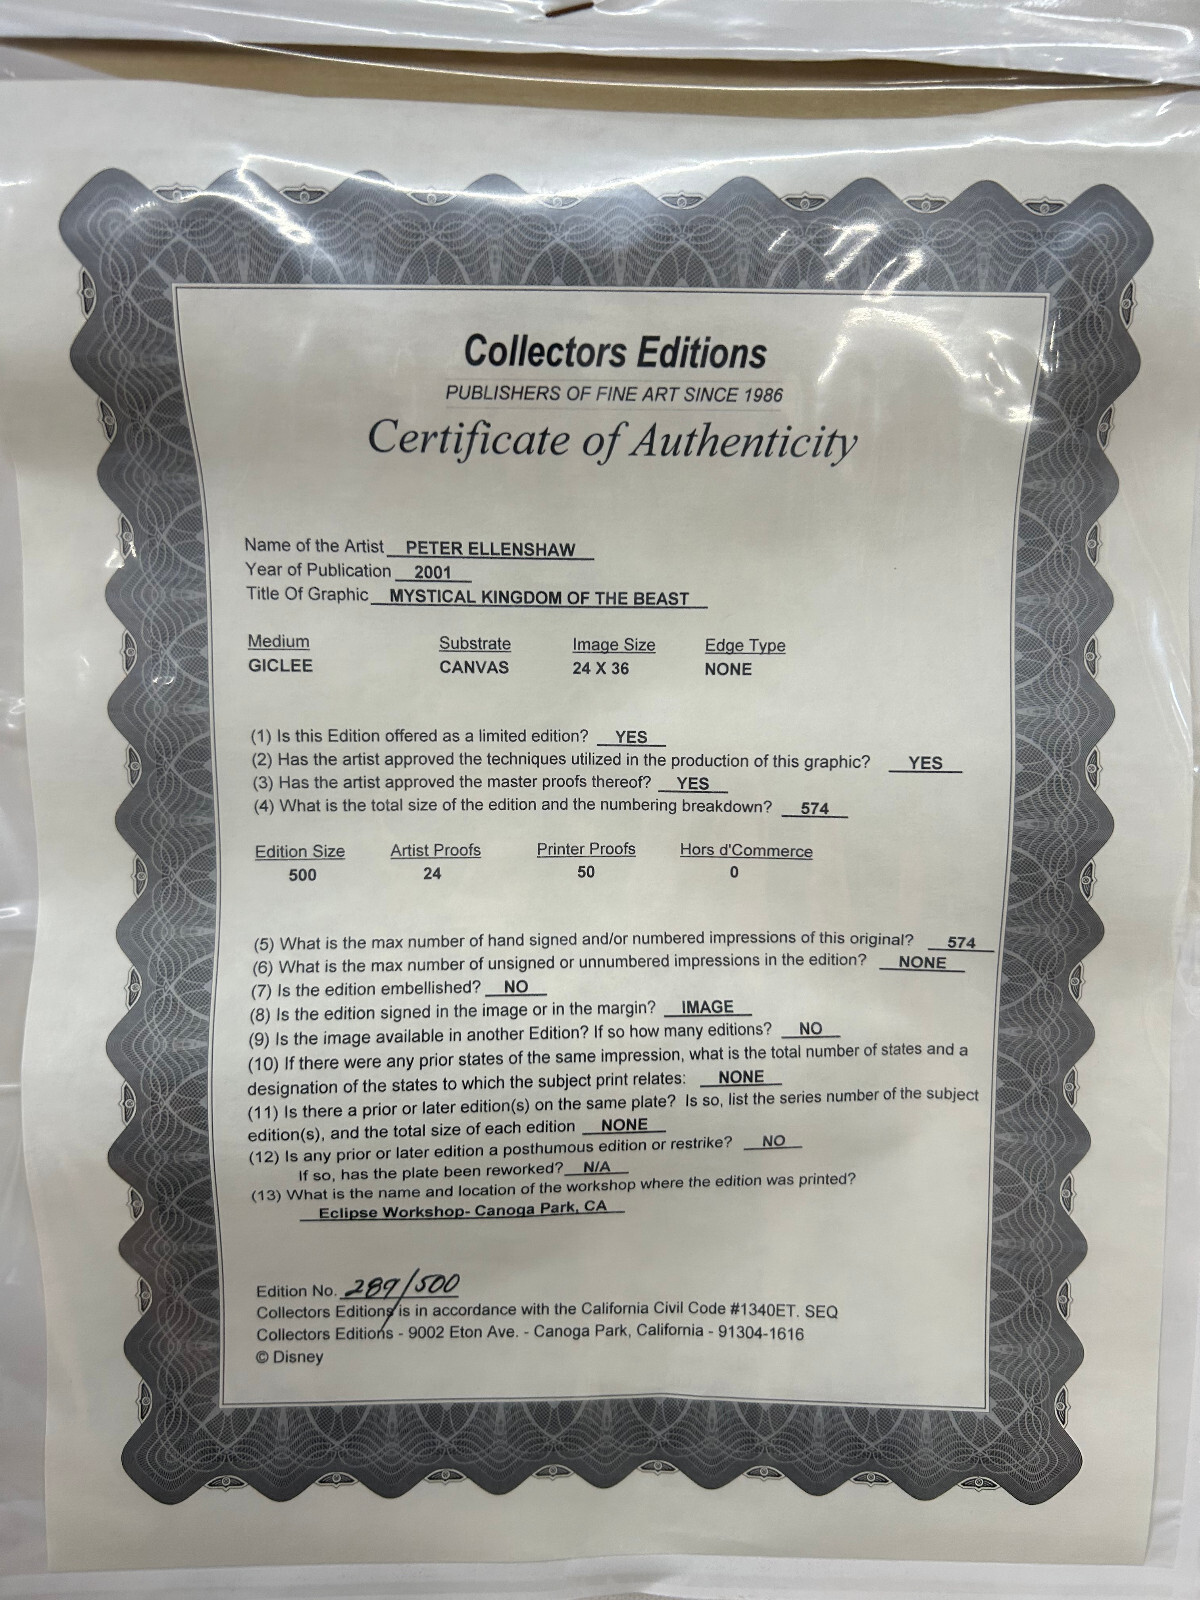 Collectors Editions
PUBLISHERS OF FINE ART SINCE 1986
Certificate of Authenticity
Name of the Artist PETER ELLENSHAW
Year of Publication 2001
Title Of Graphic MYSTICAL KINGDOM OF THE BEAST
Medium Substrate Image Size Edge Type
GICLEE CANVAS 24 X 36 NONE
(1) Is this Edition offered as a limited edition? YES
(2) Has the artist approved the techniques utilized in the production of this graphic? YES
(3) Has the artist approved the master proofs thereof? YES
(4) What is the total size of the edition and the numbering breakdown? 574
Edition Size Artist Proofs Printer Proofs Hors d'Commerce
500 24 50 0
(5) What is the max number of hand signed and/or numbered impressions of this original? 574
(6) What is the max number of unsigned or unnumbered impressions in the edition? NONE
(7) Is the edition embellished? NO
(8) Is the edition signed in the image or in the margin? IMAGE
(9) Is the image available in another Edition? If so how many editions? NO
(10) If there were any prior states of the same impression, what is the total number of states and a
designation of the states to which the subject print relates: NONE
(11) Is there a prior or later edition(s) on the same plate? Is so, list the series number of the subject
edition(s), and the total size of each edition NONE
(12) Is any prior or later edition a posthumous edition or restrike? NO
If so, has the plate been reworked? N/A
(13) What is the name and location of the workshop where the edition was printed?
Eclipse Workshop- Canoga Park, CA
Edition No. 289/500
Collectors Editions is in accordance with the California Civil Code #1340ET. SEQ
Collectors Editions - 9002 Eton Ave. - Canoga Park, California - 91304-1616
© Disney